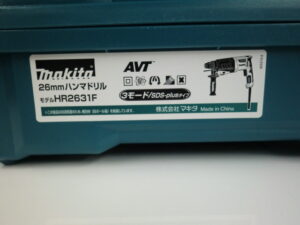 makita
AVT
26mmハンマドリル
モデルHR2631F
3モード/SDS-plusタイプ
株式会社マキタ Made in China